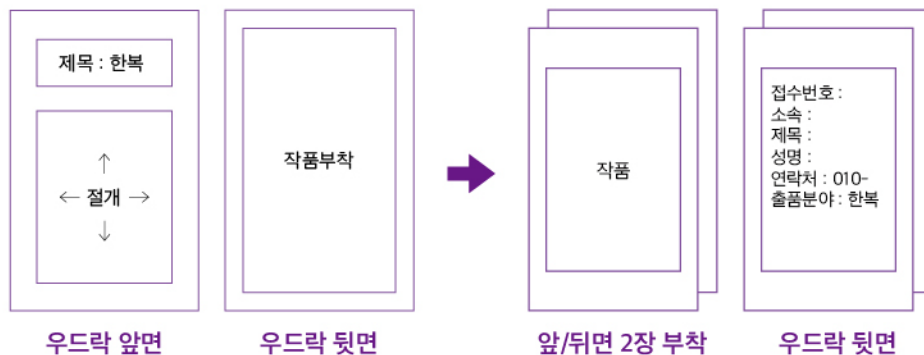 제목 : 한복
↑
← 절개 →
↓
우드락 앞면
작품부착
우드락 뒷면
작품
앞/뒤면 2장 부착
접수번호 :
소속 :
제목 :
성명 :
연락처 : 010-
출품분야 : 한복
우드락 뒷면